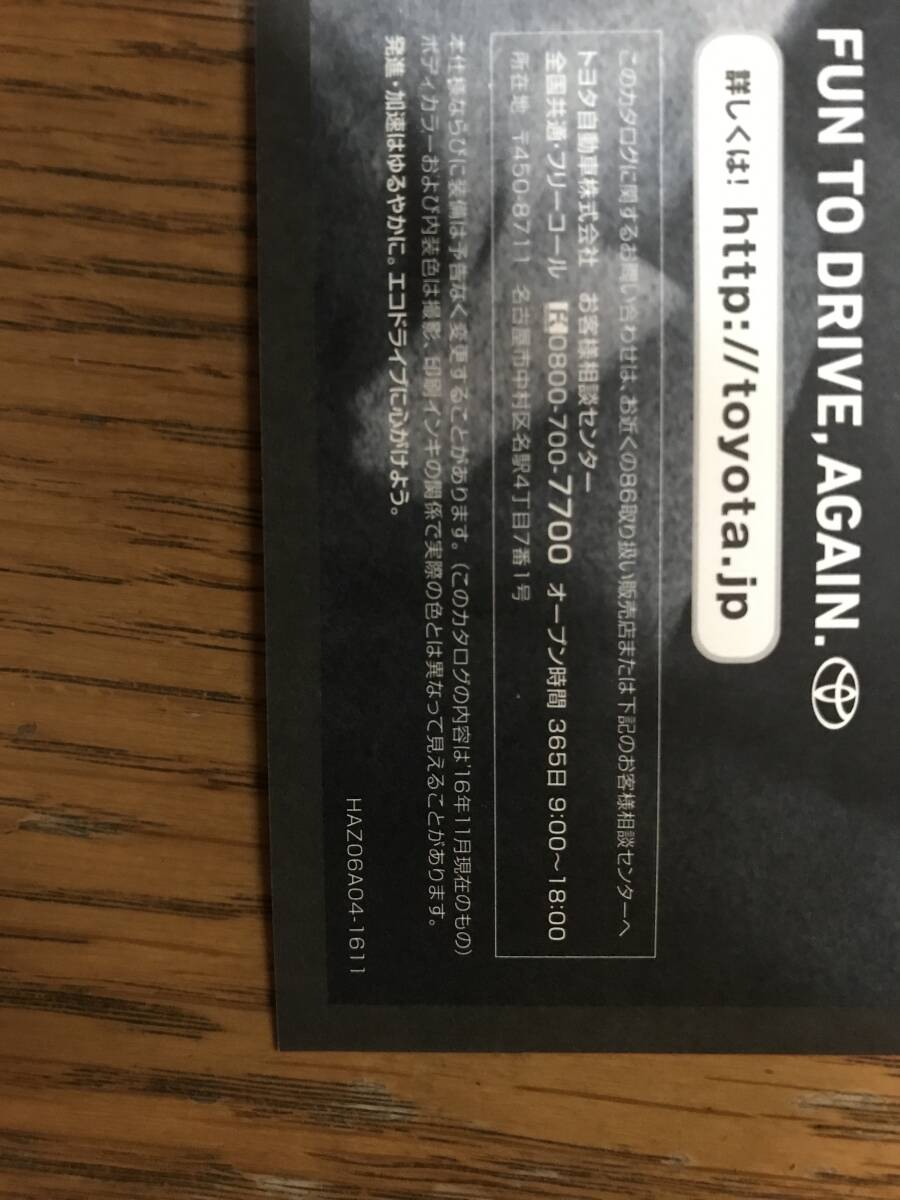 FUN TO DRIVE, AGAIN.
詳しくは! http://toyota.jp
このカタログに関するお問い合わせは、お近くの86取り扱い販売店または下記のお客様相談センターへ
トヨタ自動車株式会社 お客様相談センター
全国共通・フリーコール 0800-700-7700 オープン時間 365日 9:00〜18:00
所在地 〒450-8711 名古屋市中村区名駅4丁目7番1号
本仕様ならびに装備は予告なく変更することがあります。(このカタログの内容は'16年11月現在のもの)
ボディカラーおよび内装色は撮影、印刷インキの関係で実際の色とは異なって見えることがあります。
発進・加速はゆるやかに。エコドライブに心がけよう。
HAZ06A04-1611